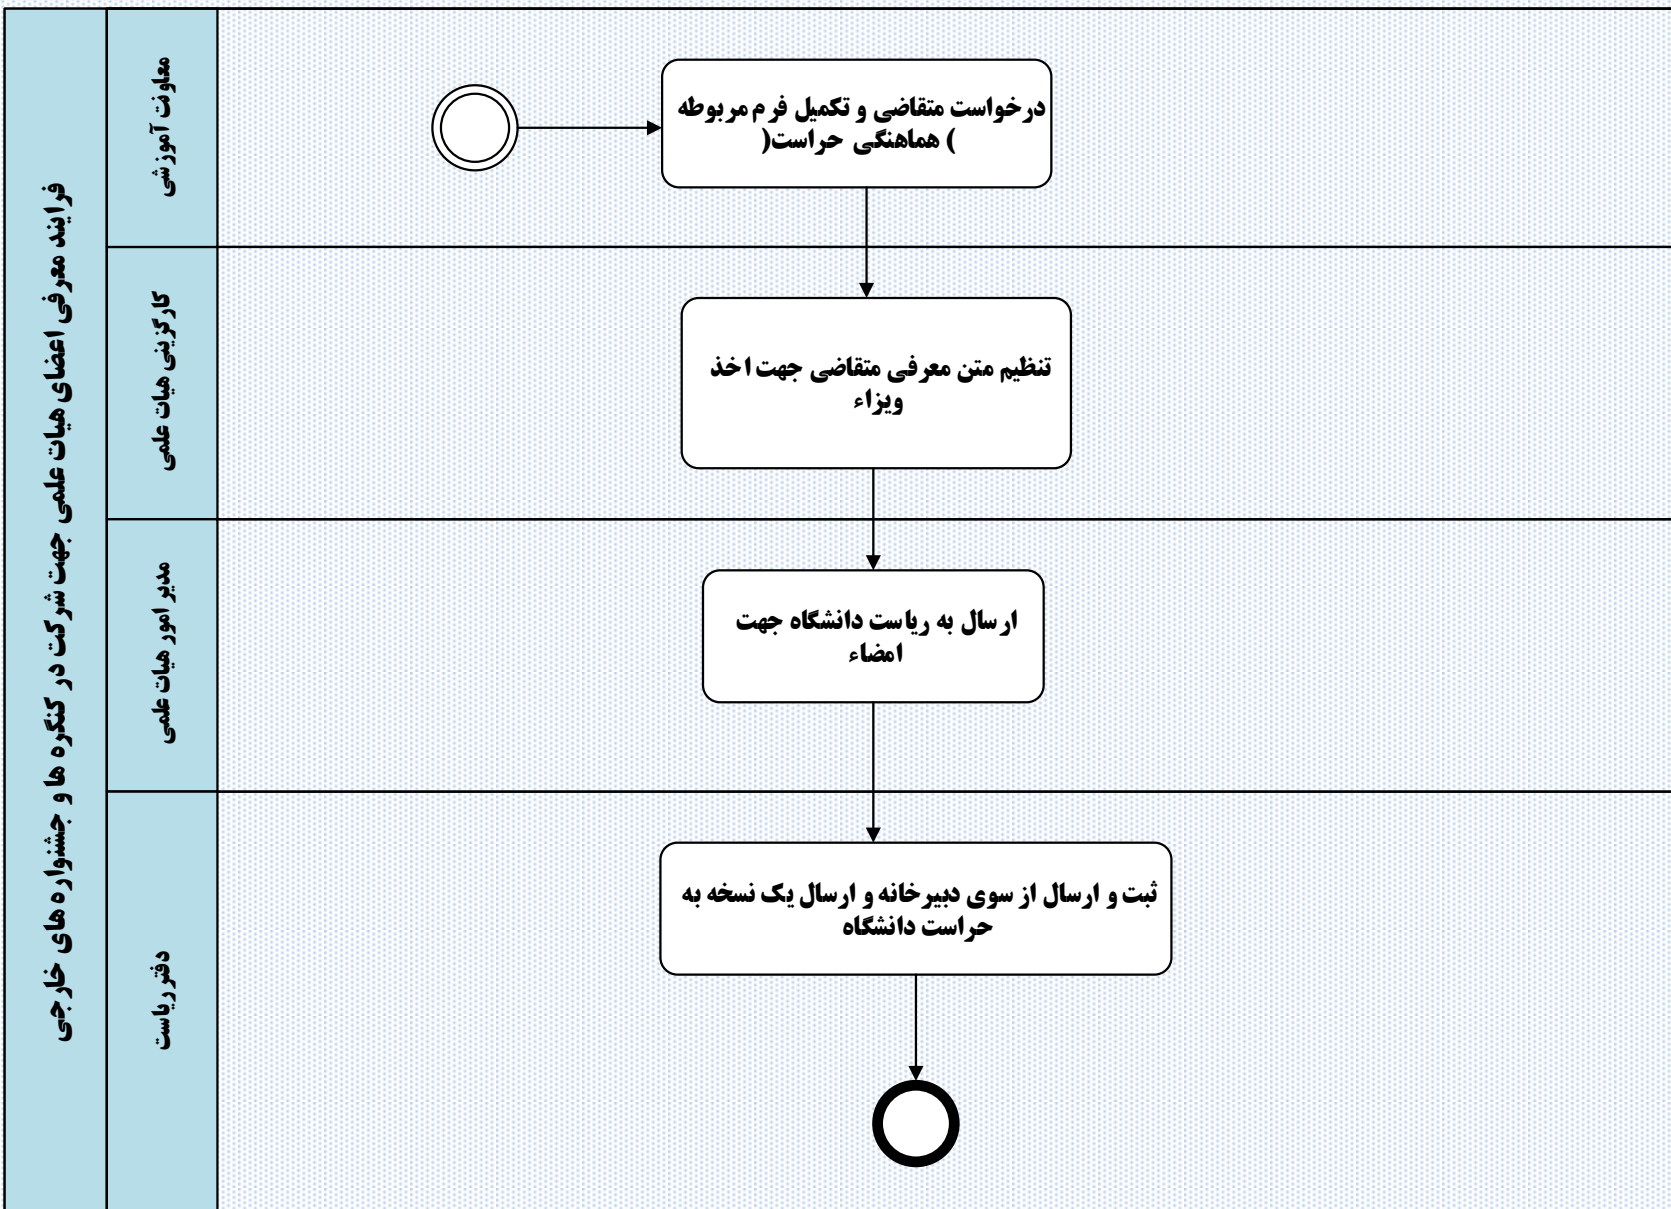 فرایند معرفی اعضای هیات علمی جهت شرکت در کنگره ها و جشنواره های خارجی
معاونت آموزشی
درخواست متقاضی و تکمیل فرم مربوطه
) هماهنگی حراست(
کارگزینی هیات علمی
تنظیم متن معرفی متقاضی جهت اخذ
ویزاء
مدیر امور هیات علمی
ارسال به ریاست دانشگاه جهت
امضاء
دفتر ریاست
ثبت و ارسال از سوی دبیرخانه و ارسال یک نسخه به
حراست دانشگاه